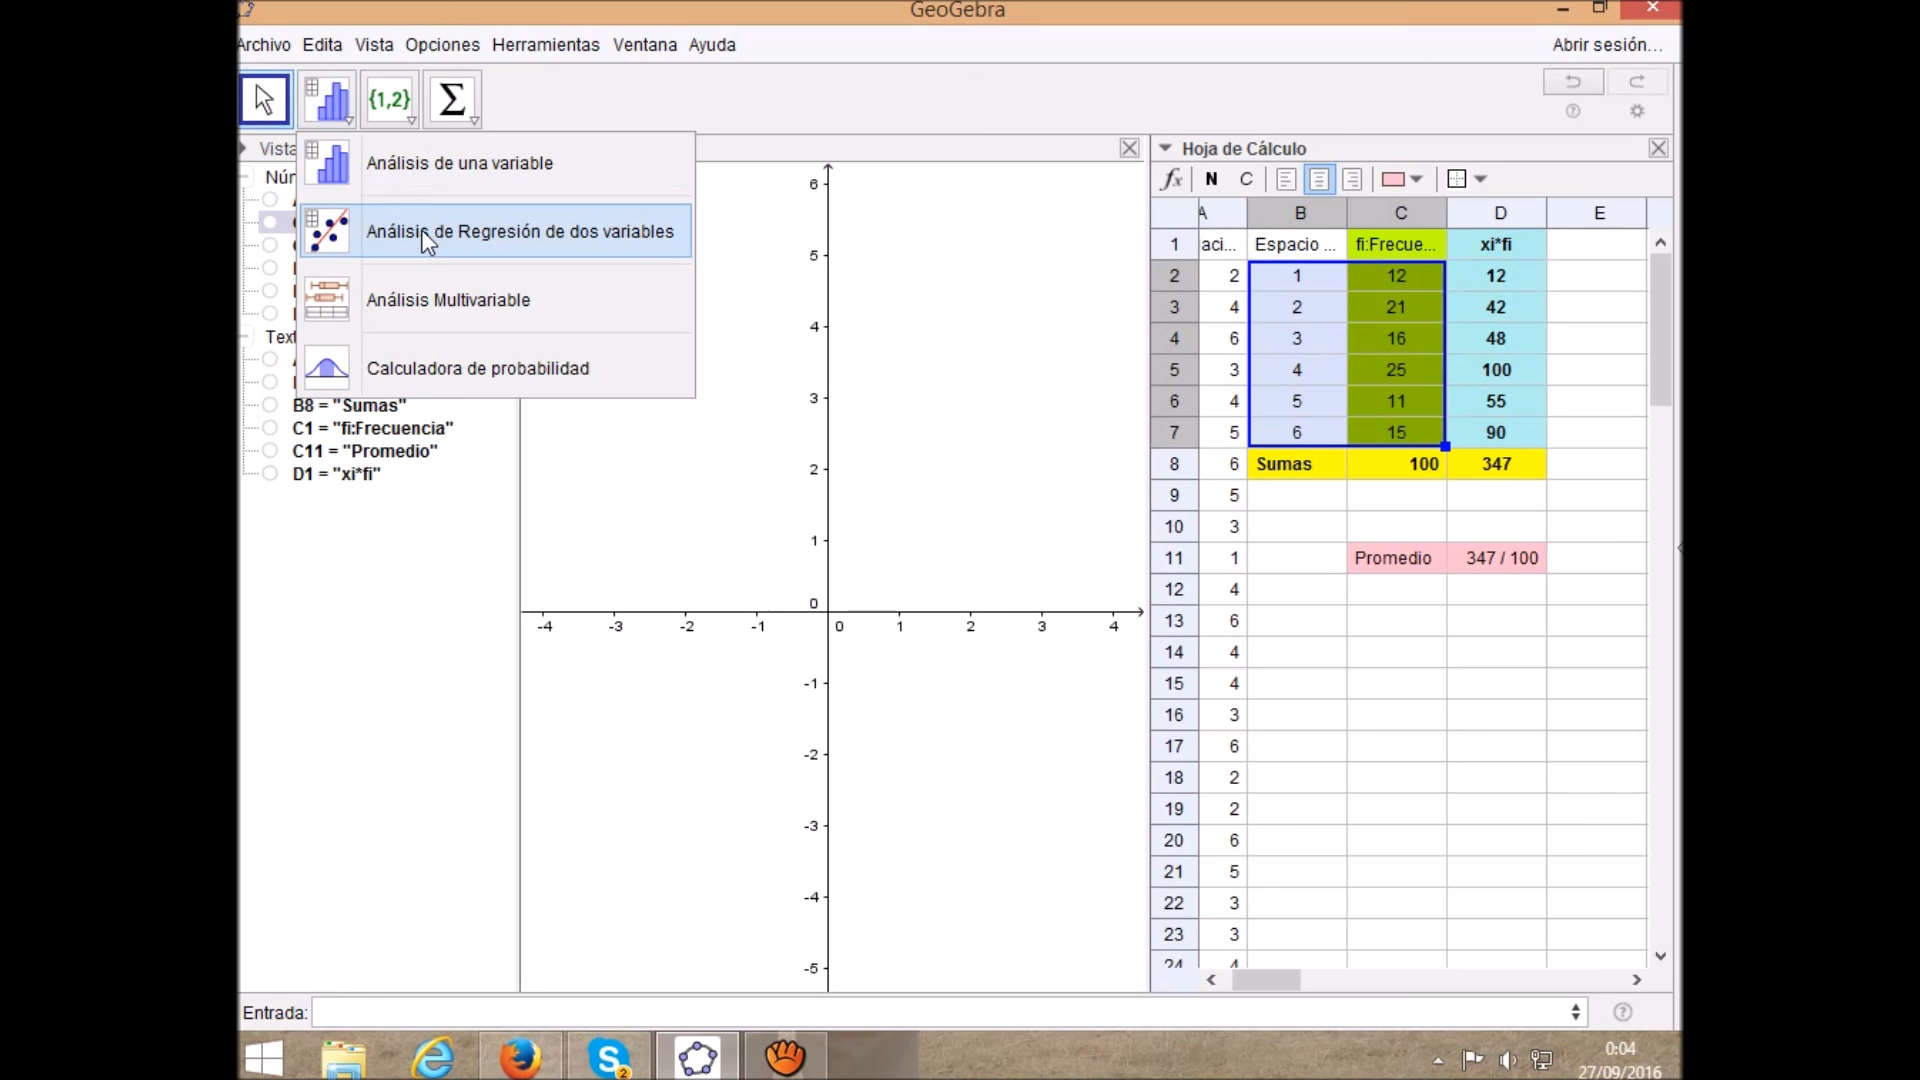 GeoGebra
Archivo Edita Vista Opciones Herramientas Ventana Ayuda
Abrir sesión...
{1,2} Σ
Vista
Análisis de una variable
Análisis de Regresión de dos variables
Análisis Multivariable
Calculadora de probabilidad
Núr
Text
B8 = "Sumas"
C1 = "fi:Frecuencia"
C11 = "Promedio"
D1 = "xi*fi"
6
5
4
3
2
1
0
-4 -3 -2 -1 0 1 2 3 4
-1
-2
-3
-4
-5
Hoja de Cálculo
fx N C
A B C D E
1 aci... Espacio ... fi:Frecue... xi*fi
2 2 1 12 12
3 4 2 21 42
4 6 3 16 48
5 3 4 25 100
6 4 5 11 55
7 5 6 15 90
8 6 Sumas 100 347
9 5
10 3
11 1 Promedio 347 / 100
12 4
13 6
14 4
15 4
16 3
17 6
18 2
19 2
20 6
21 5
22 3
23 3
24 4
Entrada:
2
0:04
27/09/2016